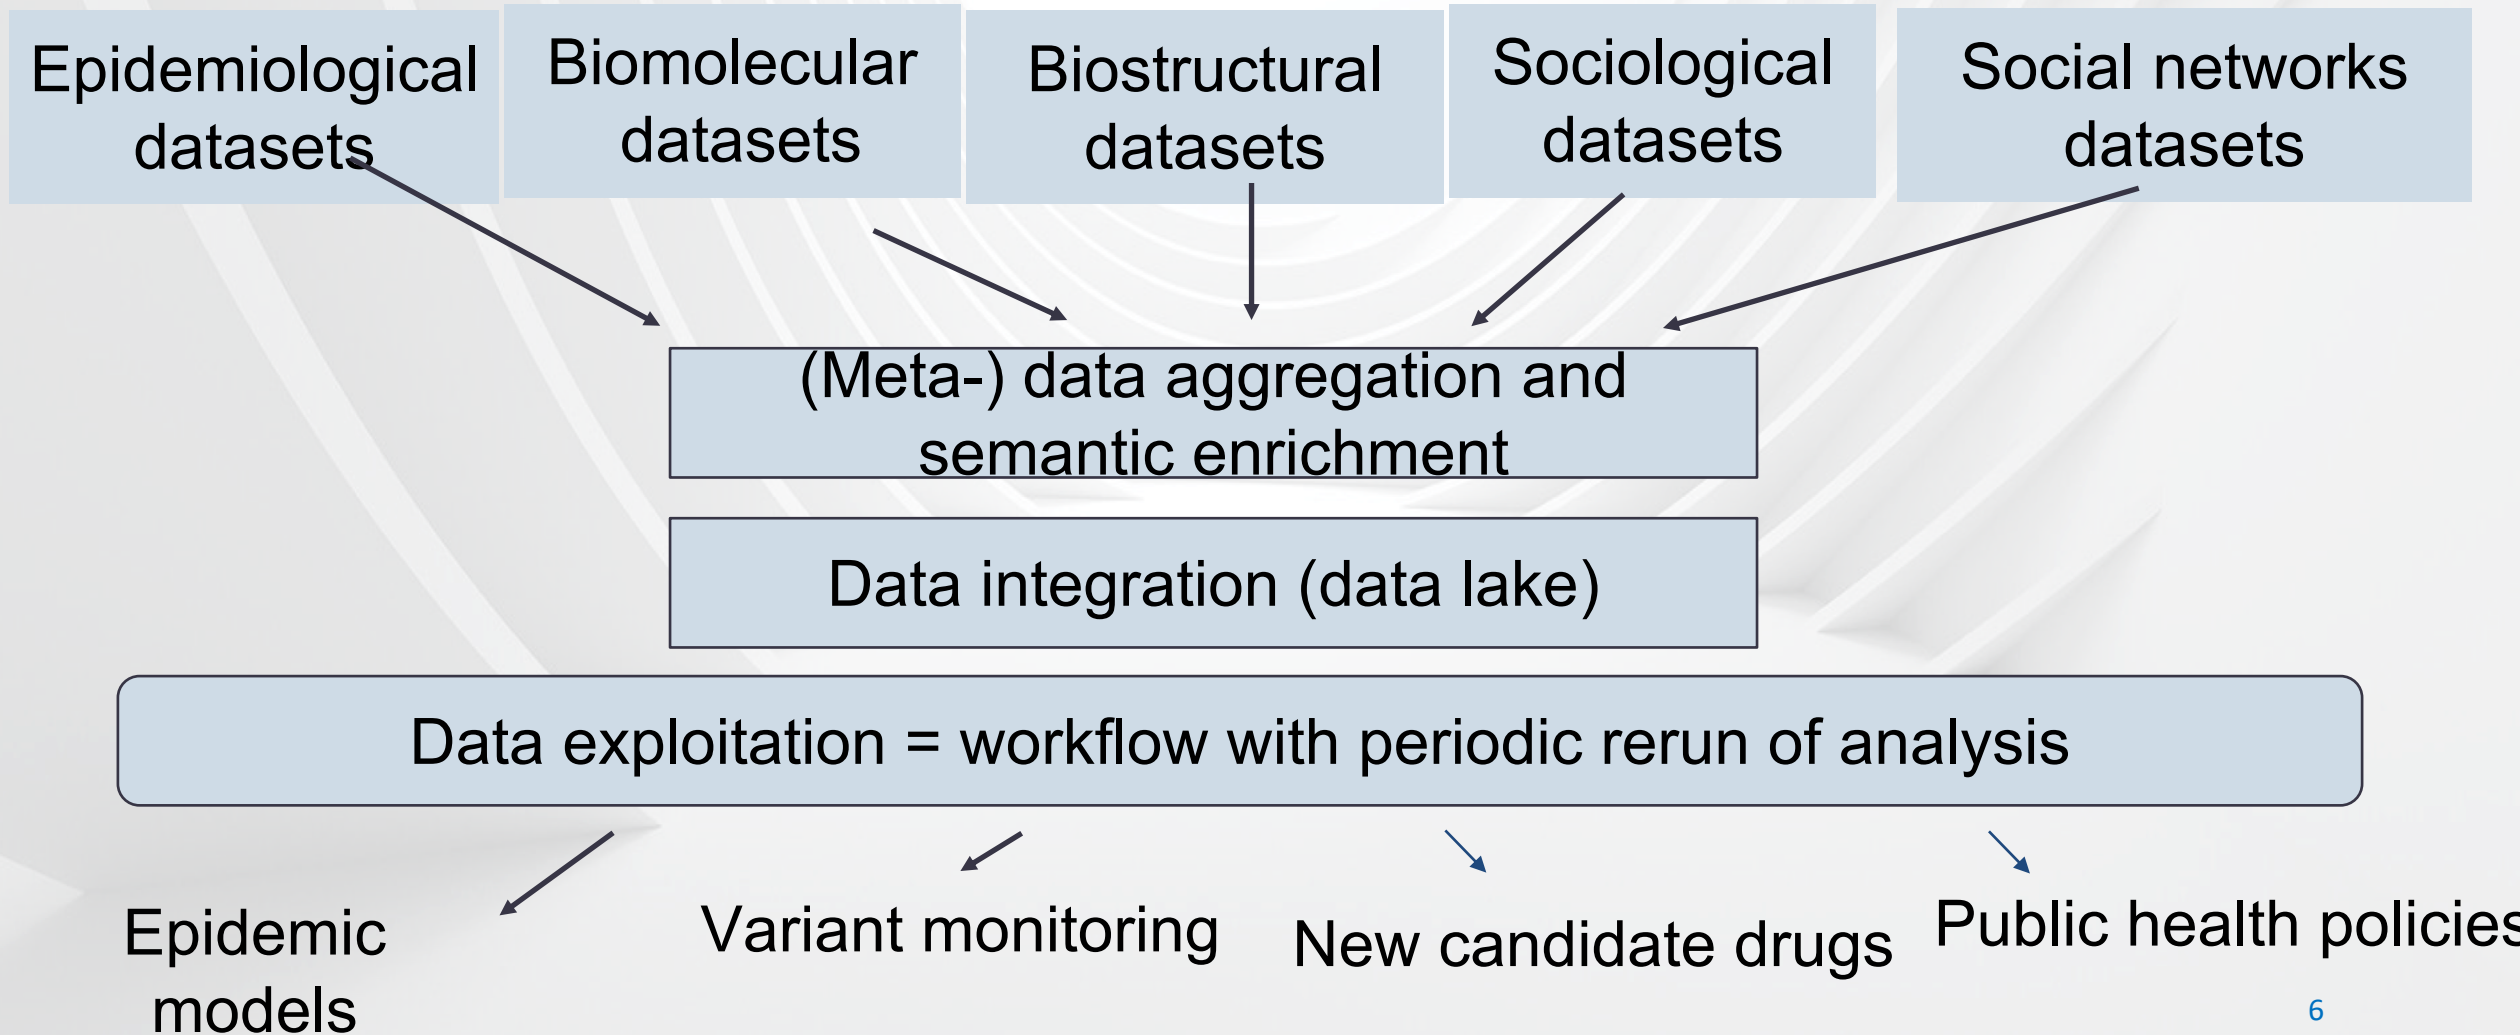 Epidemiological
datasets
Biomolecular
datasets
Biostructural
datasets
Sociological
datasets
Social networks
datasets
(Meta-) data aggregation and
semantic enrichment
Data integration (data lake)
Data exploitation = workflow with periodic rerun of analysis
Epidemic
models
Variant monitoring
New candidate drugs
Public health policies
6